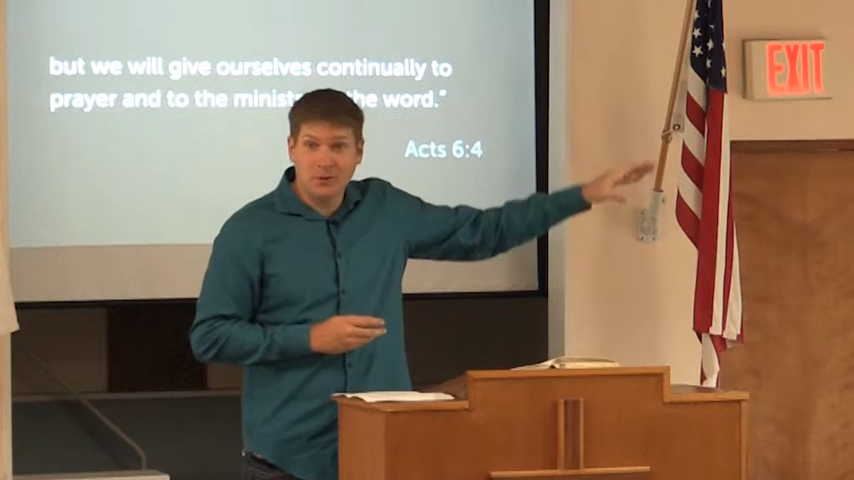 but we will give ourselves continually to
prayer and to the the word."
Acts 6:4
EXIT